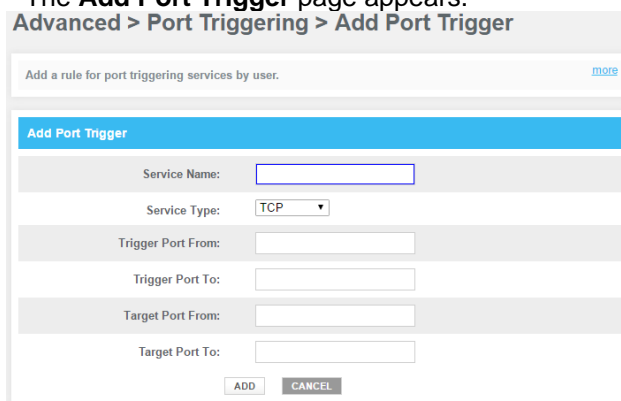 The Add Port Trigger page appears.
Advanced > Port Triggering > Add Port Trigger
Add a rule for port triggering services by user.
more
Add Port Trigger
Service Name:
Service Type: TCP
Trigger Port From:
Trigger Port To:
Target Port From:
Target Port To:
ADD CANCEL